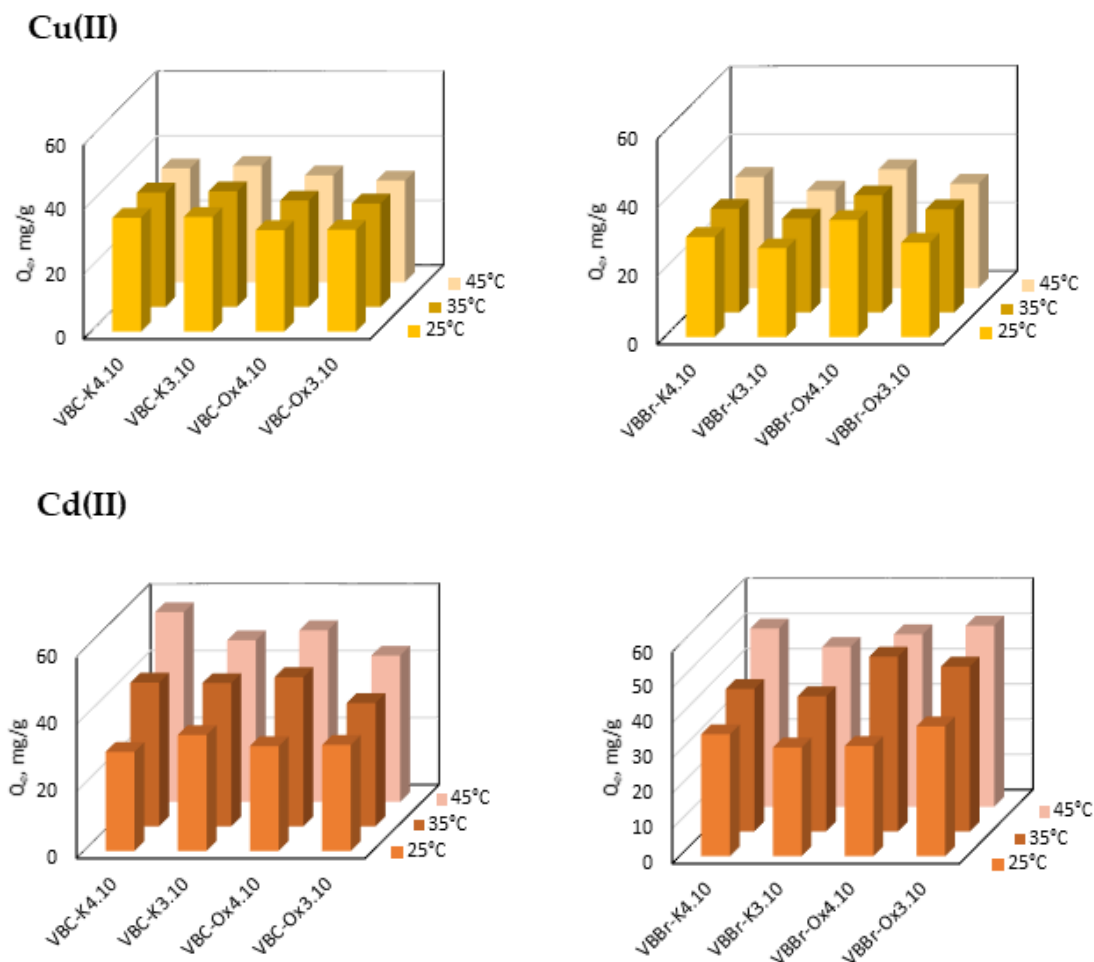 Cu(II)
60
40
20
0
Qₑ, mg/g
45°C
35°C
25°C
VBC-K4.10
VBC-K3.10
VBC-Ox4.10
VBC-Ox3.10
60
40
20
0
Qₑ, mg/g
45°C
35°C
25°C
VBBr-K4.10
VBBr-K3.10
VBBr-Ox4.10
VBBr-Ox3.10
Cd(II)
60
40
20
0
Qₑ, mg/g
45°C
35°C
25°C
VBC-K4.10
VBC-K3.10
VBC-Ox4.10
VBC-Ox3.10
60
50
40
30
20
10
0
Qₑ, mg/g
45°C
35°C
25°C
VBBr-K4.10
VBBr-K3.10
VBBr-Ox4.10
VBBr-Ox3.10